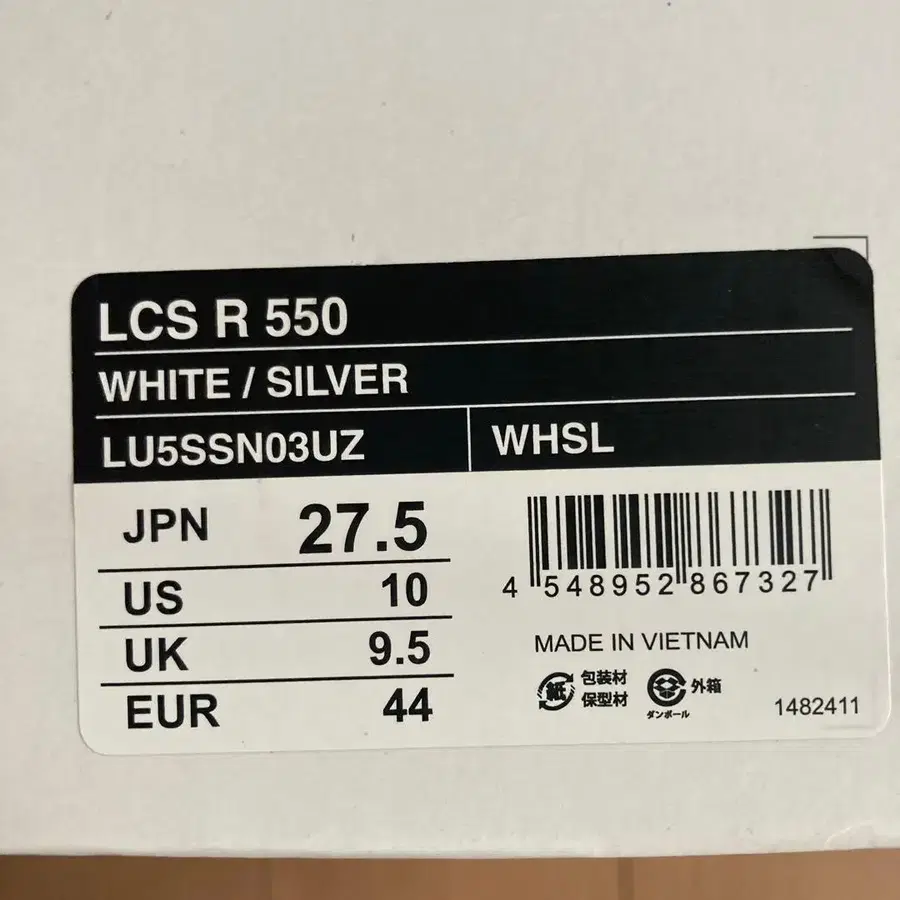 LCS R 550
WHITE / SILVER
LU5SSN03UZ WHSL
JPN 27.5
US 10
UK 9.5
EUR 44
4 548952 867327
MADE IN VIETNAM
紙 包装材
保型材
外箱
ダンボール
1482411